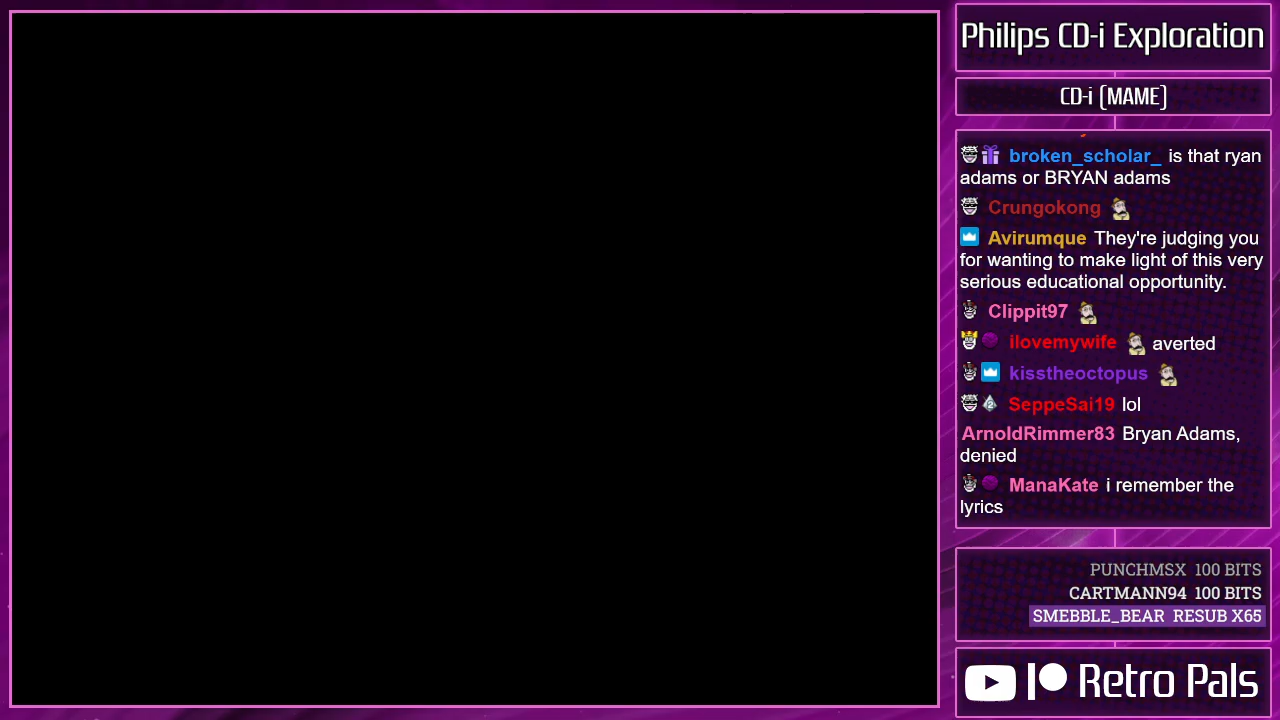 Philips CD-i Exploration
CD-i [MAME]
broken_scholar_ is that ryan
adams or BRYAN adams
Crungokong
Avirumque They're judging you
for wanting to make light of this very
serious educational opportunity.
Clippit97
ilovemywife averted
kisstheoctopus
SeppeSai19 lol
ArnoldRimmer83 Bryan Adams,
denied
ManaKate i remember the
lyrics
PUNCHMSX 100 BITS
CARTMANN94 100 BITS
SMEBBLE_BEAR RESUB X65
Retro Pals